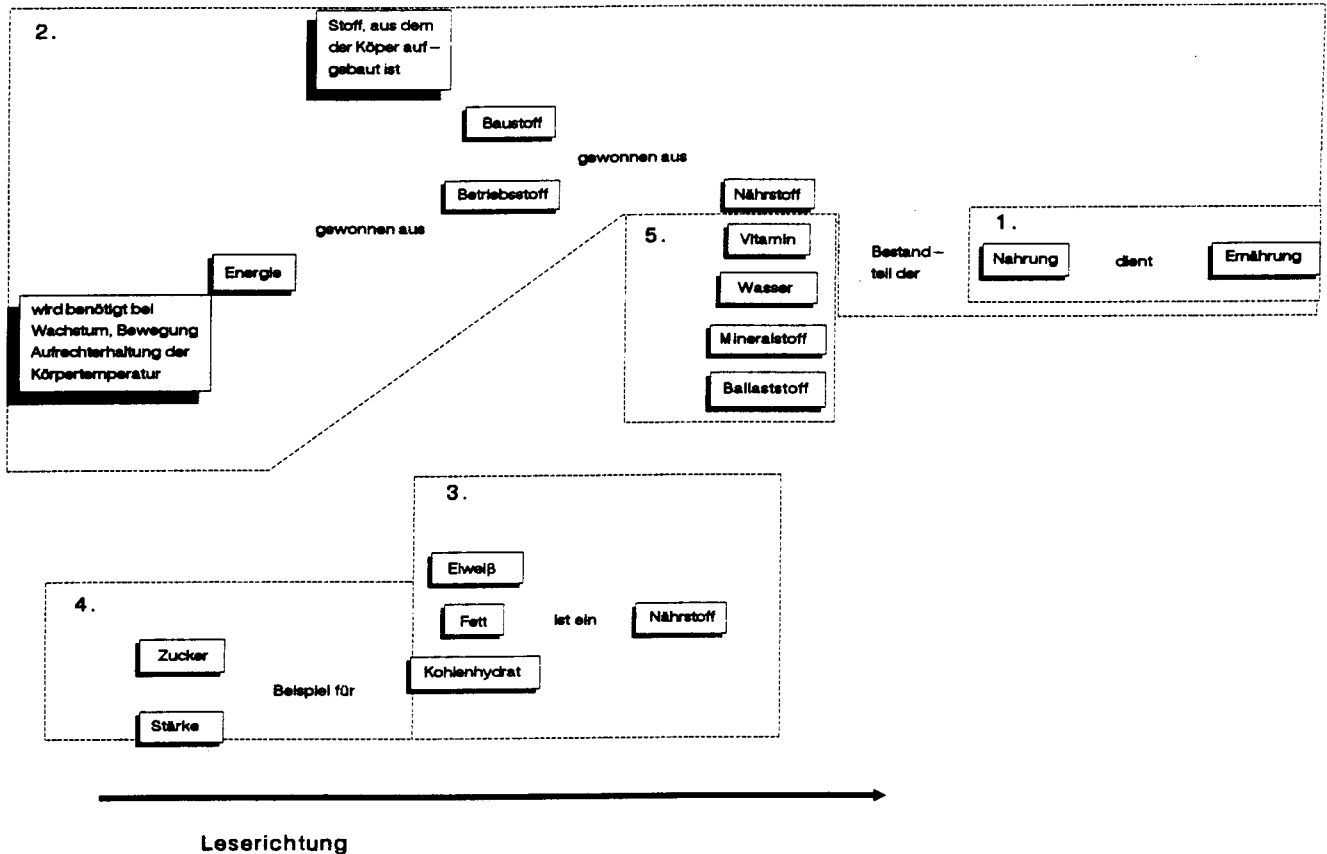 2.
Stoff, aus dem
der Köper auf–
gebaut ist
Baustoff
gewonnen aus
Betriebsstoff
Nährstoff
gewonnen aus
Energie
wird benötigt bei
Wachstum, Bewegung
Aufrechterhaltung der
Körpertemperatur
5.
Vitamin
Wasser
Mineralstoff
Ballaststoff
Bestand–
teil der
1.
Nahrung
dient
Ernährung
3.
Eiweiß
Fett
ist ein
Nährstoff
Kohlenhydrat
4.
Zucker
Beispiel für
Stärke
Leserichtung